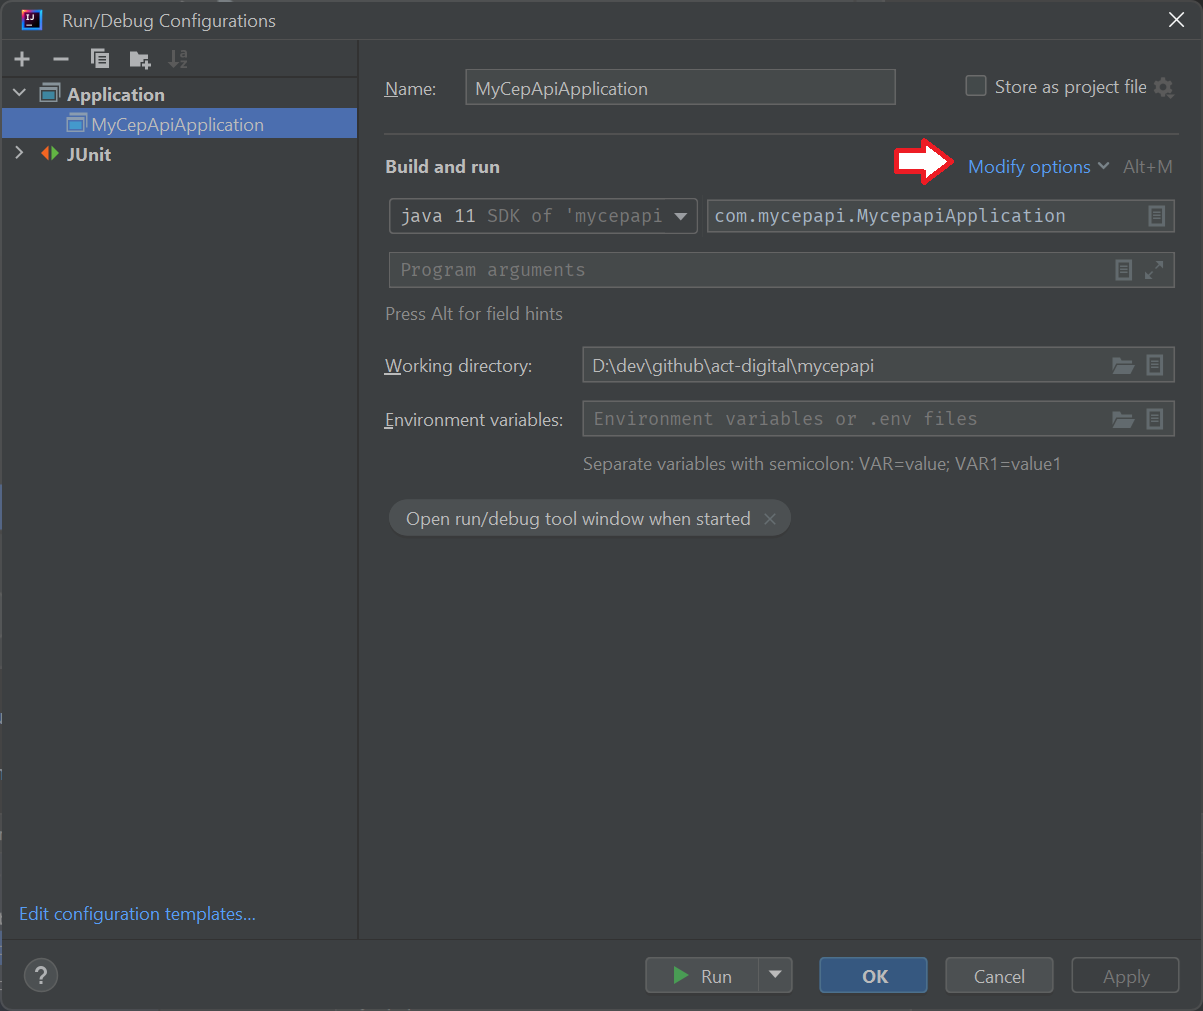 Run/Debug Configurations
Application
MyCepApiApplication
JUnit
Edit configuration templates...
Name: MyCepApiApplication Store as project file
Build and run Modify options Alt+M
java 11 SDK of 'mycepapi com.mycepapi.MycepapiApplication
Program arguments
Press Alt for field hints
Working directory: D:\dev\github\act-digital\mycepapi
Environment variables: Environment variables or .env files
Separate variables with semicolon: VAR=value; VAR1=value1
Open run/debug tool window when started
? Run OK Cancel Apply